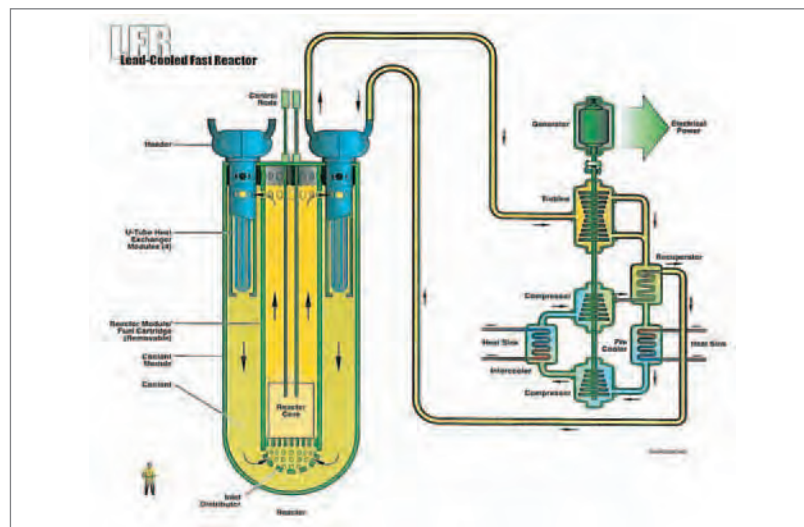 LFR
Lead-Cooled Fast Reactor
Control
Rods
Header
U-Tube Heat
Exchanger
Modules (4)
Reactor Module/
Fuel Cartridge
(Removable)
Coolant
Module
Coolant
Reactor
Core
Inlet
Distributor
Reactor
Generator
Electrical
Power
Turbine
Recuperator
Compressor
Heat Sink
Intercooler
Compressor
Pre
Cooler
Heat Sink